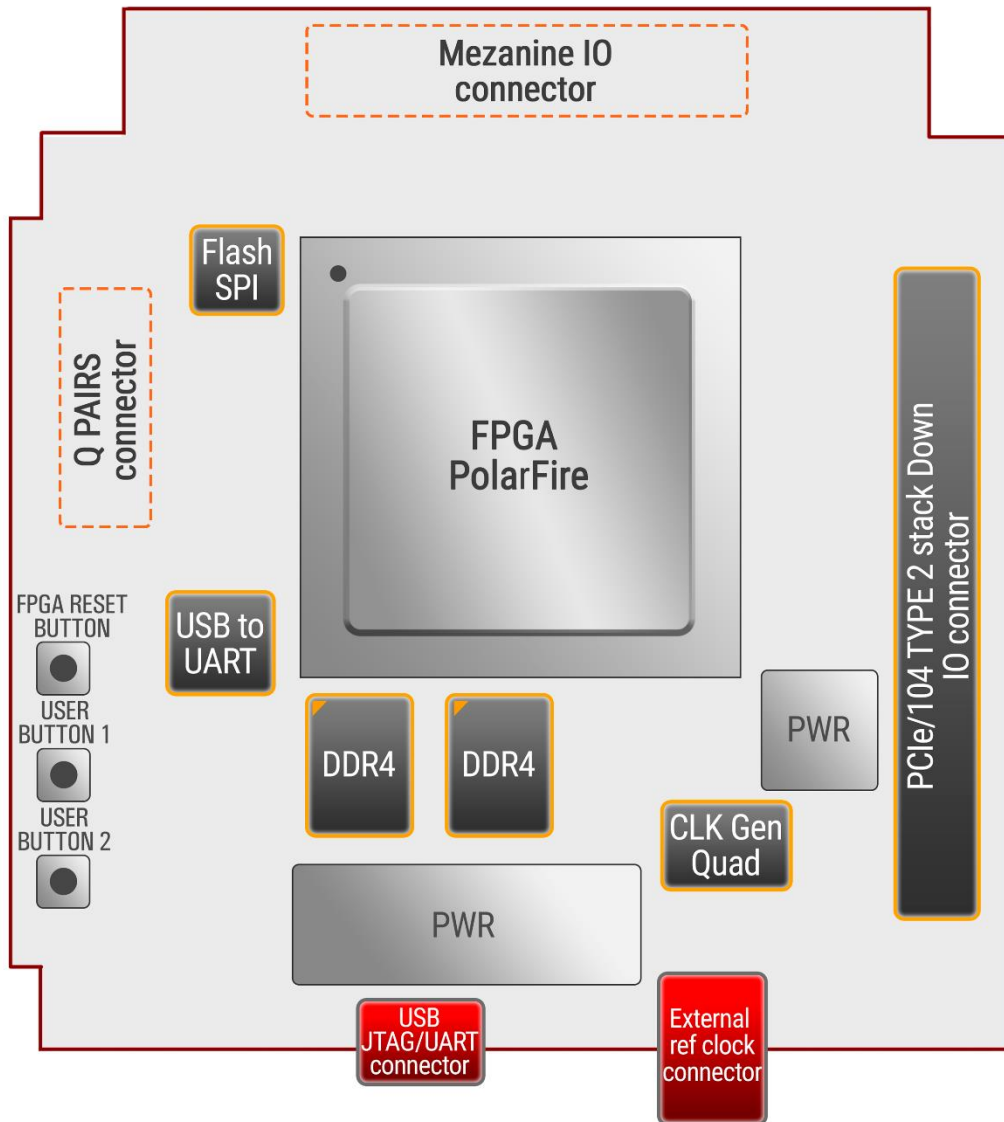 Mezanine IO
connector
Flash
SPI
Q PAIRS
connector
FPGA
PolarFire
PCIe/104 TYPE 2 stack Down
IO connector
FPGA RESET
BUTTON
USB to
UART
USER
BUTTON 1
DDR4
DDR4
PWR
USER
BUTTON 2
CLK Gen
Quad
PWR
USB
JTAG/UART
connector
External
ref clock
connector